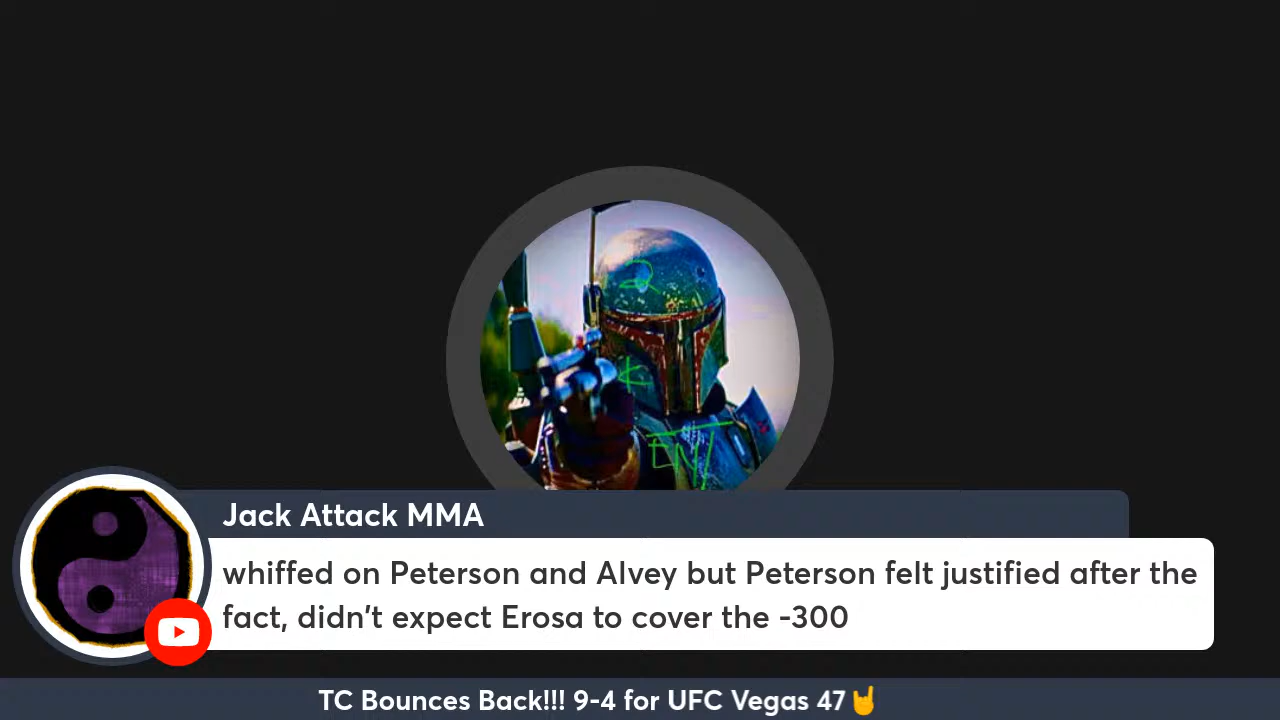 Jack Attack MMA
whiffed on Peterson and Alvey but Peterson felt justified after the
fact, didn't expect Erosa to cover the -300
TC Bounces Back!!! 9-4 for UFC Vegas 47🤘